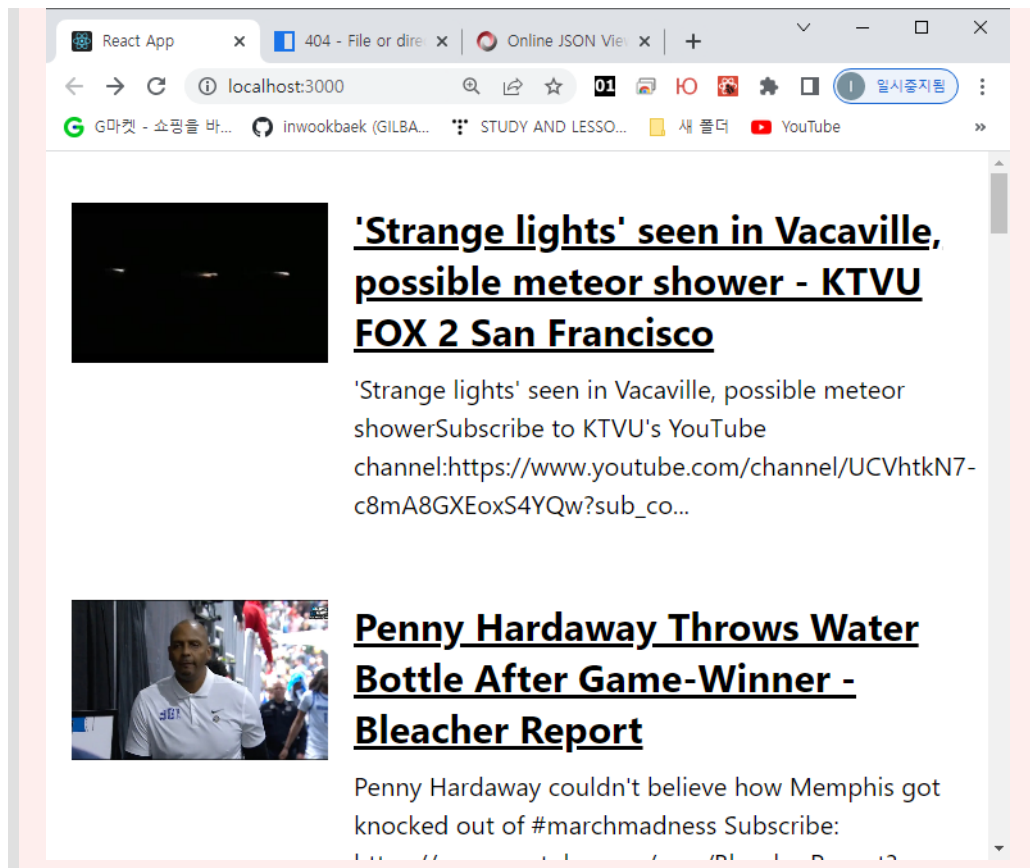 React App
404 - File or dire
Online JSON Vie
localhost:3000
01
일시중지됨
G마켓 - 쇼핑을 바...
inwookbaek (GILBA...
STUDY AND LESSO...
새 폴더
YouTube
'Strange lights' seen in Vacaville,
possible meteor shower - KTVU
FOX 2 San Francisco
'Strange lights' seen in Vacaville, possible meteor
showerSubscribe to KTVU's YouTube
channel:https://www.youtube.com/channel/UCVhtkN7-
c8mA8GXEoxS4YQw?sub_co...
Penny Hardaway Throws Water
Bottle After Game-Winner -
Bleacher Report
Penny Hardaway couldn't believe how Memphis got
knocked out of #marchmadness Subscribe: